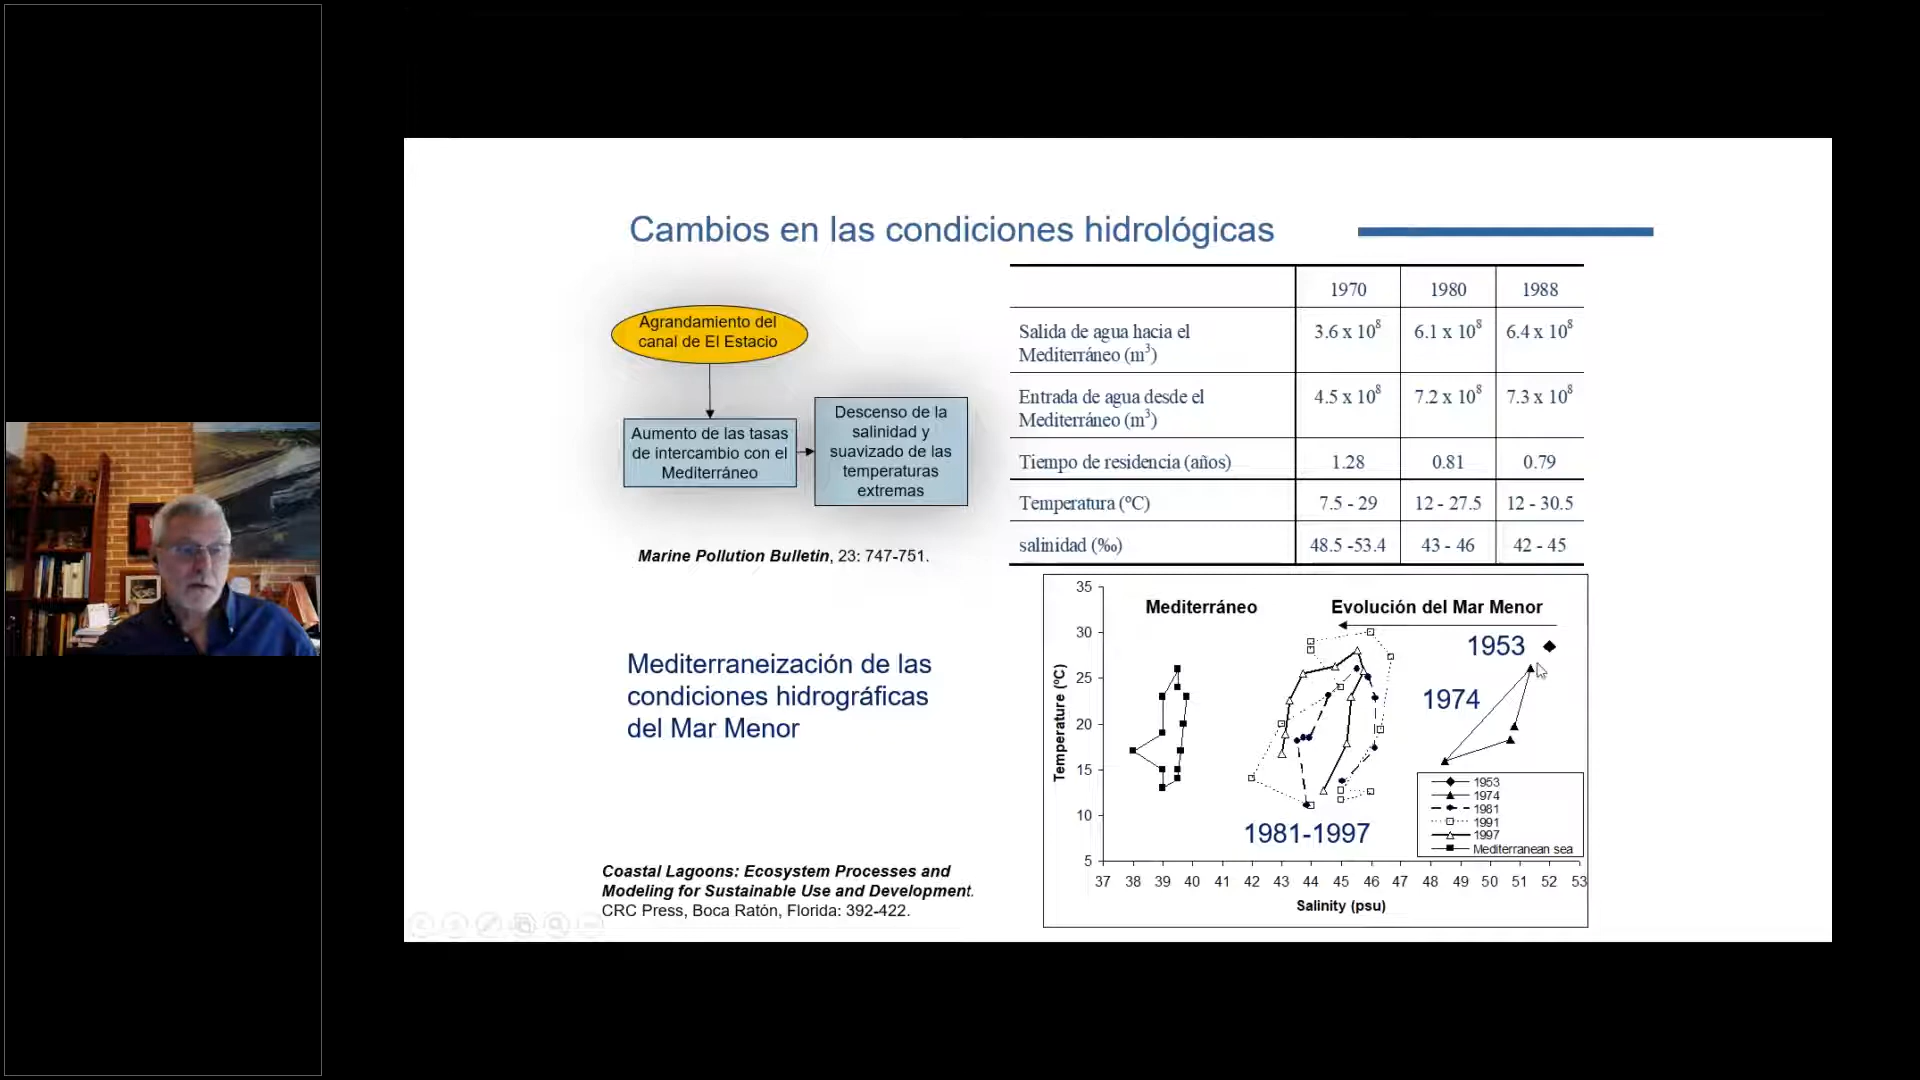 Cambios en las condiciones hidrológicas
Agrandamiento del
canal de El Estacio
Aumento de las tasas
de intercambio con el
Mediterráneo
Descenso de la
salinidad y
suavizado de las
temperaturas
extremas
Marine Pollution Bulletin, 23: 747-751.
1970 1980 1988
Salida de agua hacia el
Mediterráneo (m³) 3.6 x 10⁸ 6.1 x 10⁸ 6.4 x 10⁸
Entrada de agua desde el
Mediterráneo (m³) 4.5 x 10⁸ 7.2 x 10⁸ 7.3 x 10⁸
Tiempo de residencia (años) 1.28 0.81 0.79
Temperatura (ºC) 7.5 - 29 12 - 27.5 12 - 30.5
salinidad (‰) 48.5 -53.4 43 - 46 42 - 45
Mediterraneización de las
condiciones hidrográficas
del Mar Menor
Coastal Lagoons: Ecosystem Processes and
Modeling for Sustainable Use and Development.
CRC Press, Boca Ratón, Florida: 392-422.
Mediterráneo
Evolución del Mar Menor
1953
1974
1981-1997
Temperature (ºC)
35
30
25
20
15
10
5
1953
1974
1981
1991
1997
Mediterranean sea
37 38 39 40 41 42 43 44 45 46 47 48 49 50 51 52 53
Salinity (psu)